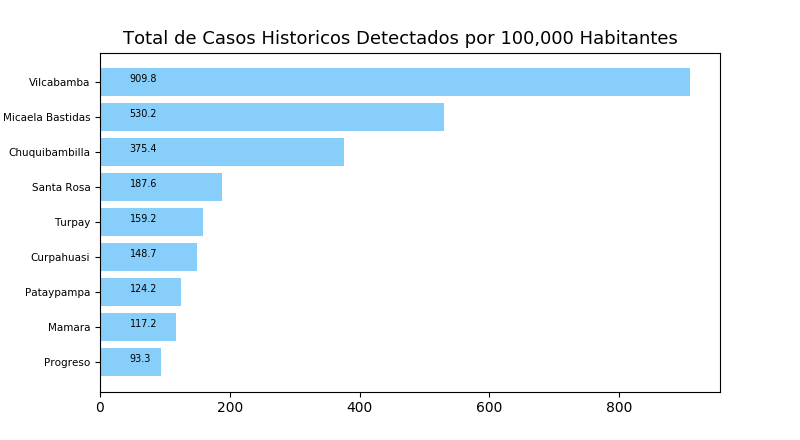 Total de Casos Historicos Detectados por 100,000 Habitantes
Vilcabamba 909.8
Micaela Bastidas 530.2
Chuquibambilla 375.4
Santa Rosa 187.6
Turpay 159.2
Curpahuasi 148.7
Pataypampa 124.2
Mamara 117.2
Progreso 93.3
0 200 400 600 800